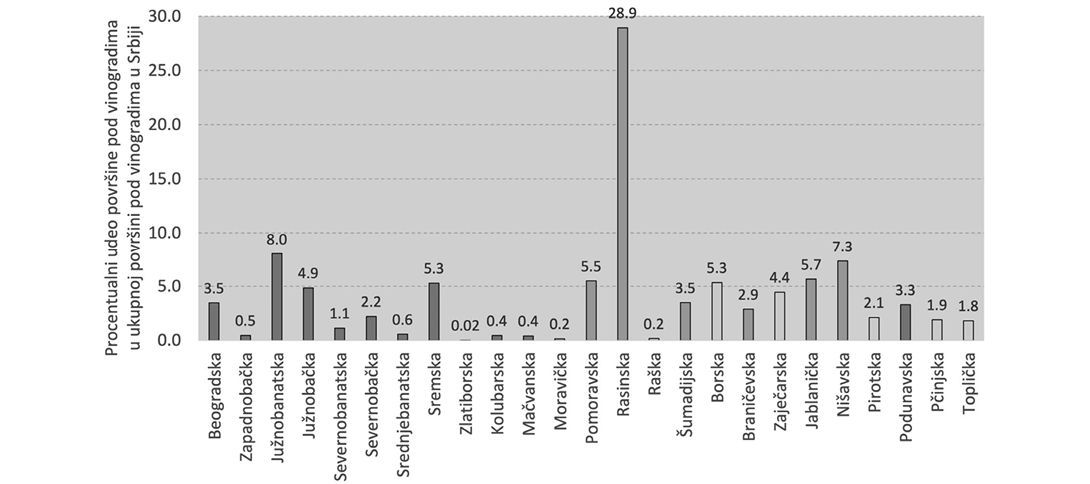 Procentualni udeo površine pod vinogradima
u ukupnoj površini pod vinogradima u Srbiji
30.0
25.0
20.0
15.0
10.0
5.0
0.0
3.5
0.5
8.0
4.9
1.1
2.2
0.6
5.3
0.02
0.4
0.4
0.2
5.5
28.9
0.2
3.5
5.3
2.9
4.4
5.7
7.3
2.1
3.3
1.9
1.8
Beogradska
Zapadnobačka
Južnobanatska
Južnobačka
Severnobanatska
Severnobačka
Srednjebanatska
Sremska
Zlatiborska
Kolubarska
Mačvanska
Moravička
Pomoravska
Rasinska
Raška
Šumadijska
Borska
Braničevska
Zaječarska
Jablanička
Nišavska
Pirotska
Podunavska
Pčinjska
Toplička